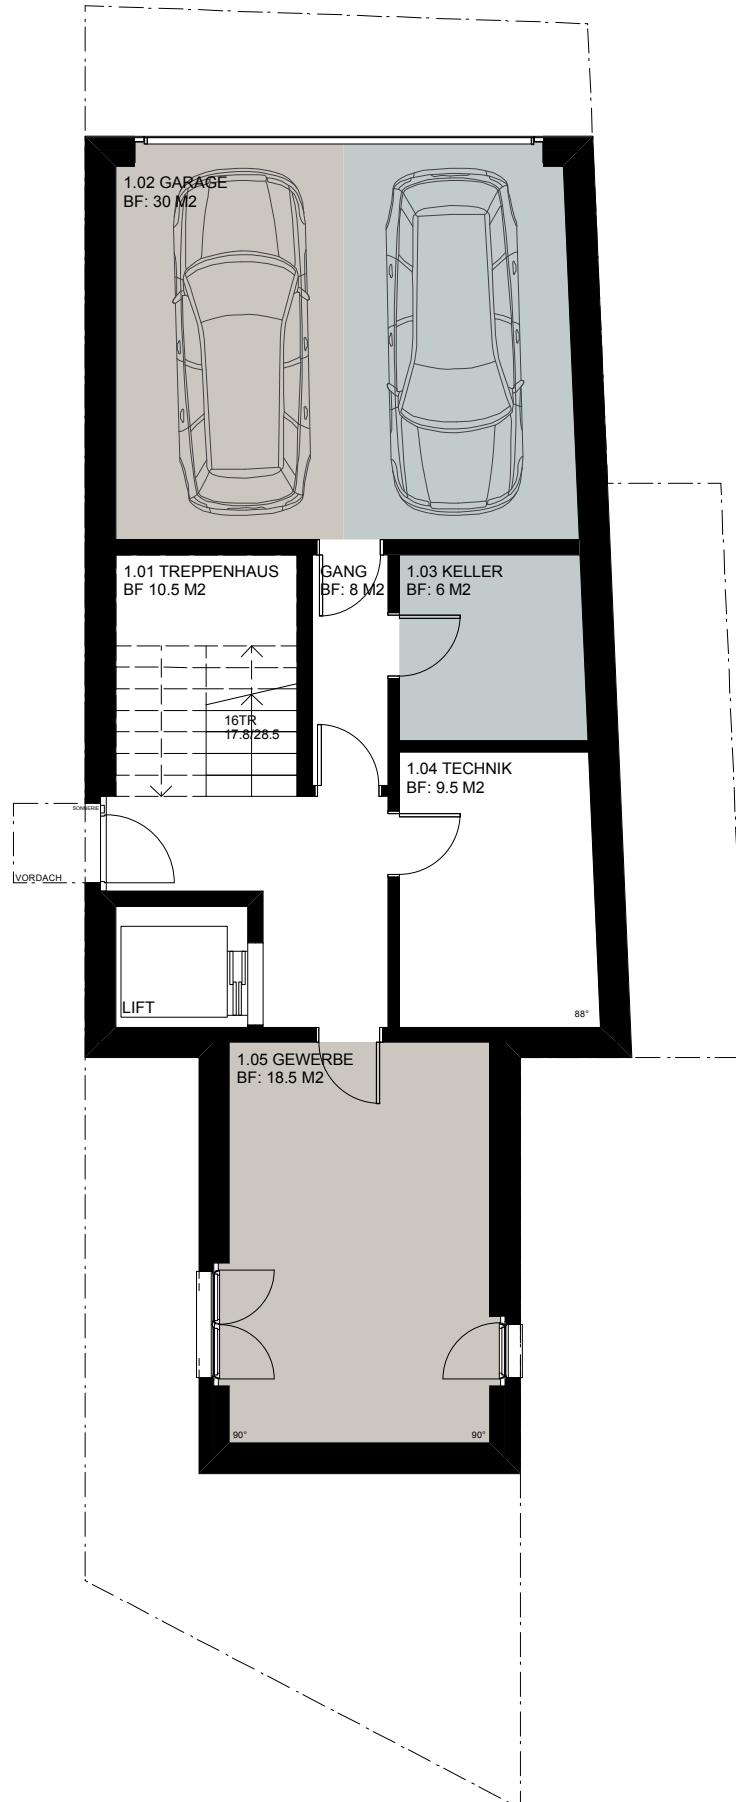 1.02 GARAGE
BF: 30 M2
1.01 TREPPENHAUS
BF 10.5 M2
GANG
BF: 8 M2
1.03 KELLER
BF: 6 M2
16TR
17.8/28.5
1.04 TECHNIK
BF: 9.5 M2
SONNERIE
VORDACH
LIFT
88°
1.05 GEWERBE
BF: 18.5 M2
90°
90°